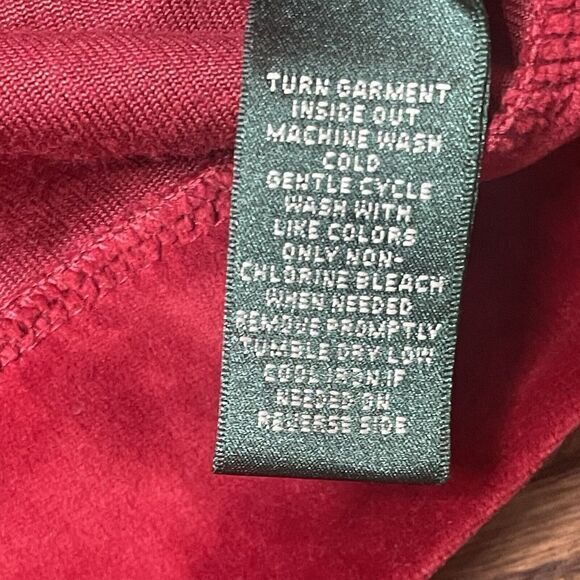 TURN GARMENT
INSIDE OUT
MACHINE WASH
COLD
GENTLE CYCLE
WASH WITH
LIKE COLORS
ONLY NON-
CHLORINE BLEACH
WHEN NEEDED
REMOVE PROMPTLY
TUMBLE DRY LOW
COOL IRON IF
NEEDED ON
REVERSE SIDE